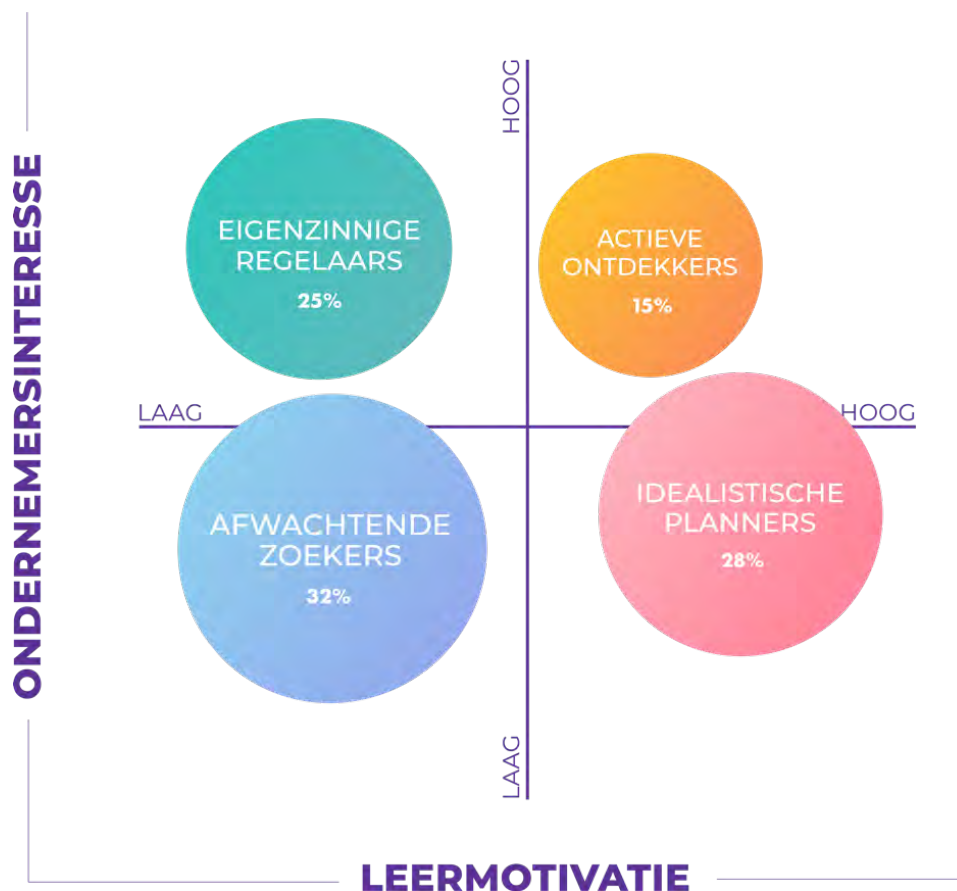 ONDERNEMERSINTERESSE
HOOG
EIGENZINNIGE
REGELAARS
25%
ACTIEVE
ONTDEKKERS
15%
LAAG
HOOG
AFWACHTENDE
ZOEKERS
32%
IDEALISTISCHE
PLANNERS
28%
LAAG
LEERMOTIVATIE